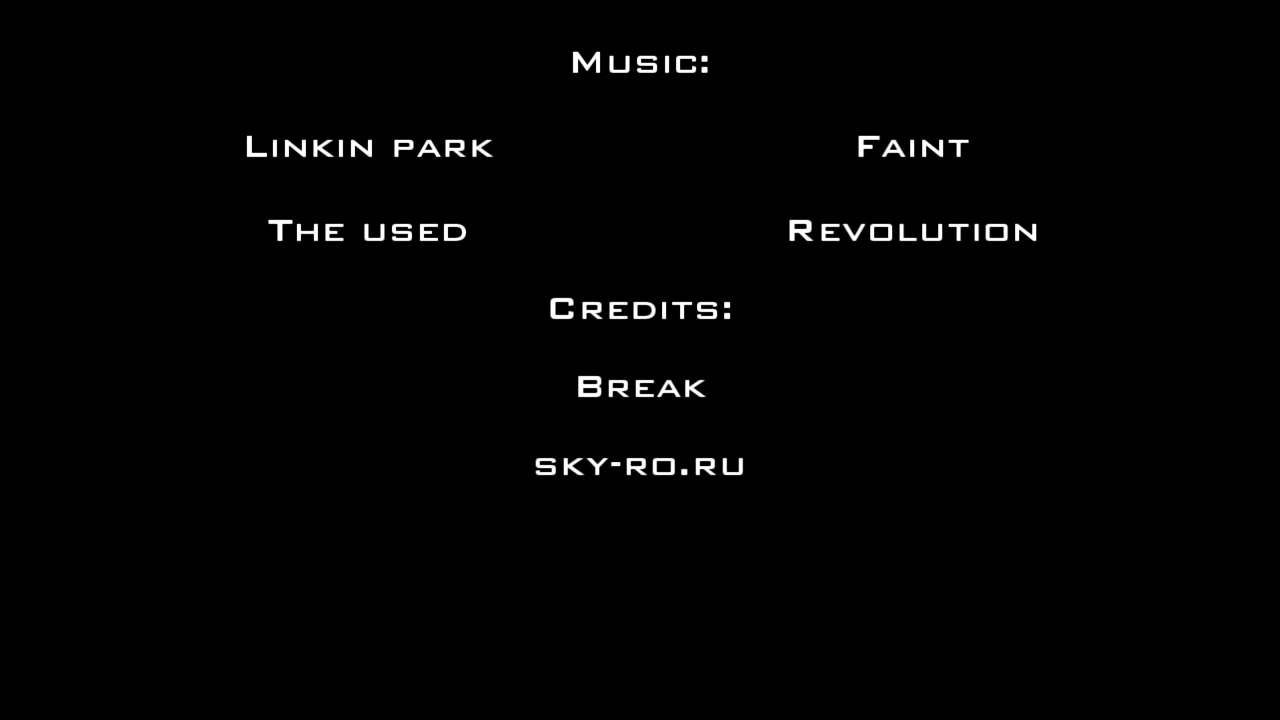 Music:
Linkin park Faint
The used Revolution
Credits:
Break
sky-ro.ru